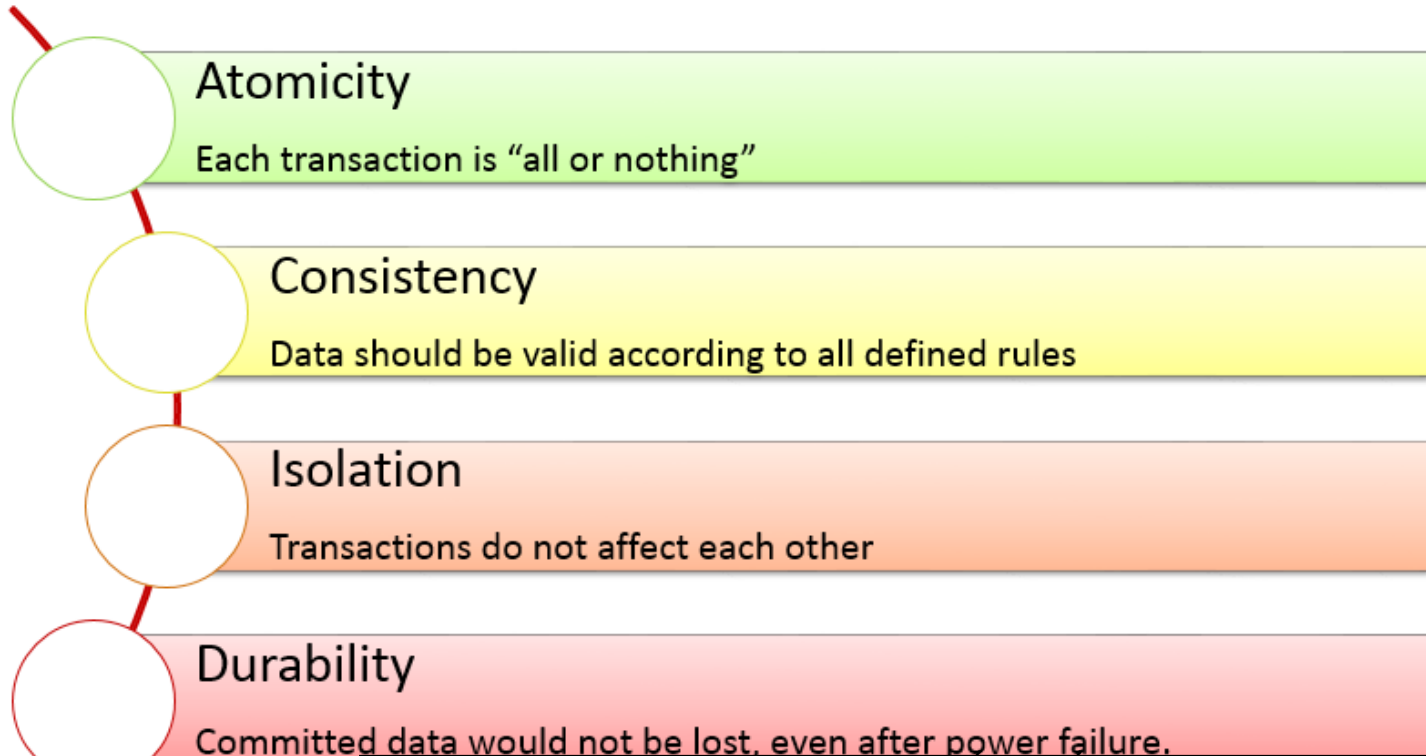 Atomicity
Each transaction is “all or nothing”
Consistency
Data should be valid according to all defined rules
Isolation
Transactions do not affect each other
Durability
Committed data would not be lost, even after power failure.